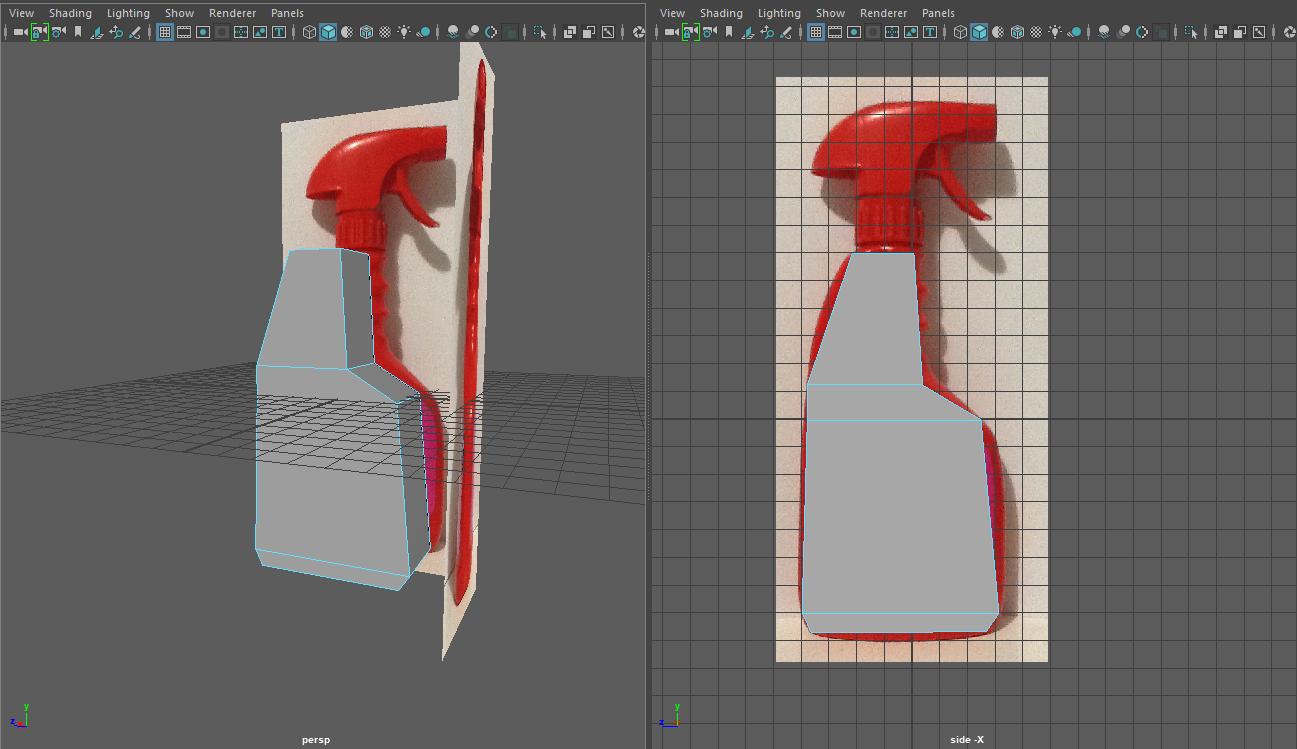 View Shading Lighting Show Renderer Panels
View Shading Lighting Show Renderer Panels
T
T
y
z
y
z
x
persp
side -X